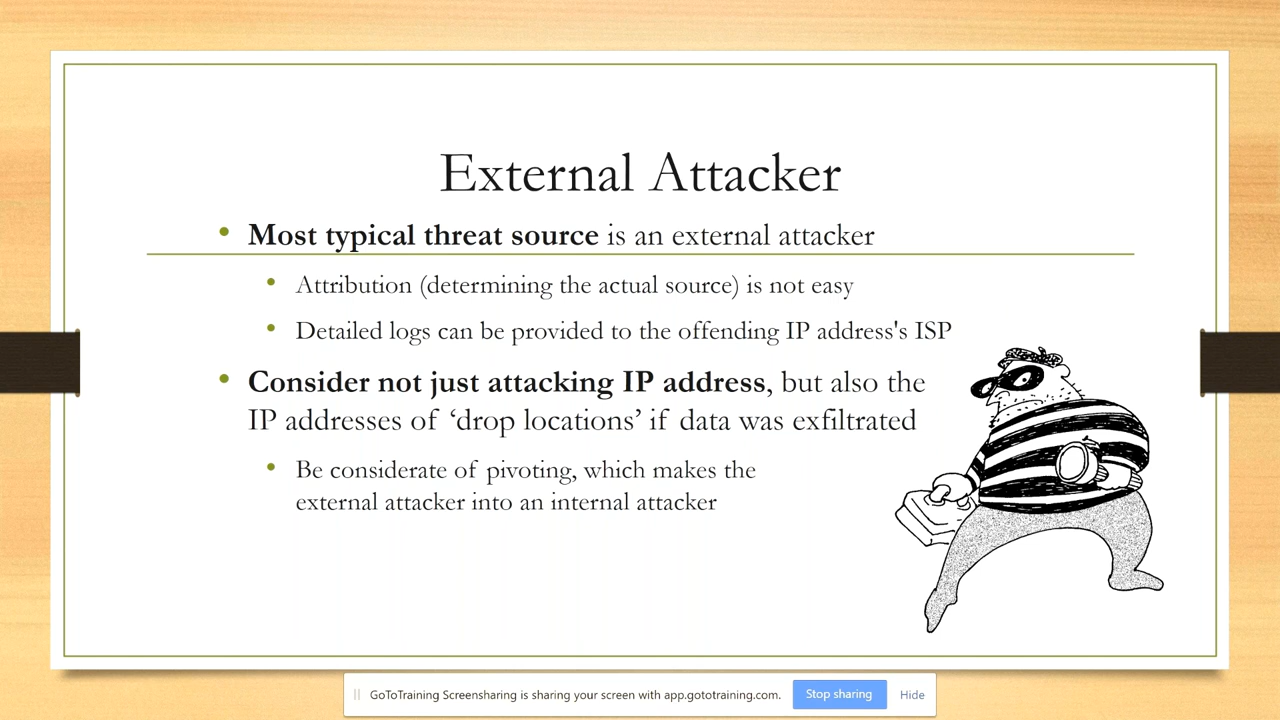 External Attacker
• Most typical threat source is an external attacker
• Attribution (determining the actual source) is not easy
• Detailed logs can be provided to the offending IP address's ISP
• Consider not just attacking IP address, but also the
IP addresses of ‘drop locations’ if data was exfiltrated
• Be considerate of pivoting, which makes the
external attacker into an internal attacker
GoToTraining Screensharing is sharing your screen with app.gototraining.com.
Stop sharing
Hide